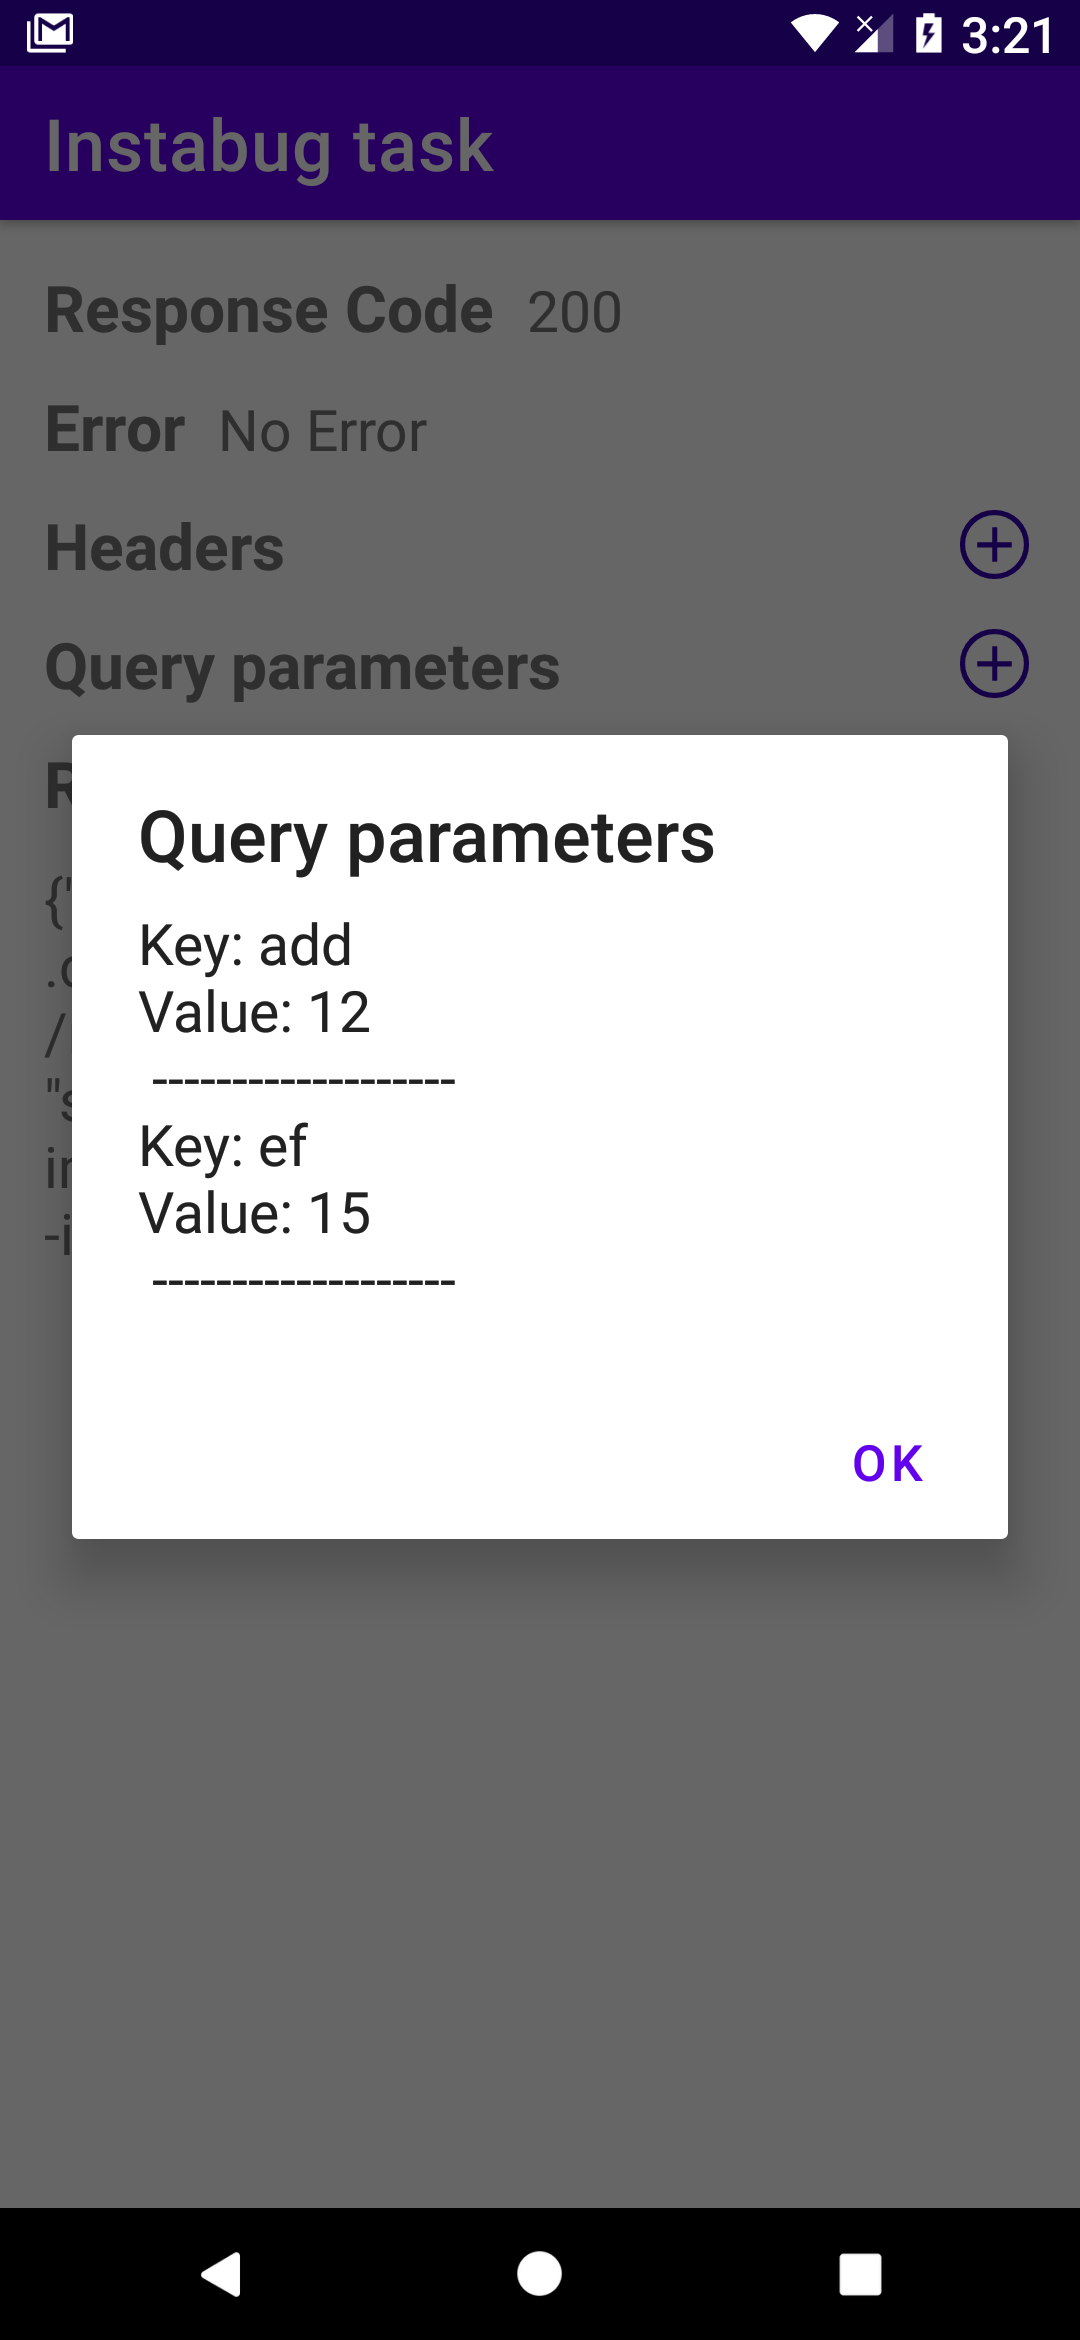 3:21
Instabug task
Response Code 200
Error No Error
Headers
Query parameters
Query parameters
Key: add
Value: 12
-------------------
Key: ef
Value: 15
-------------------
OK